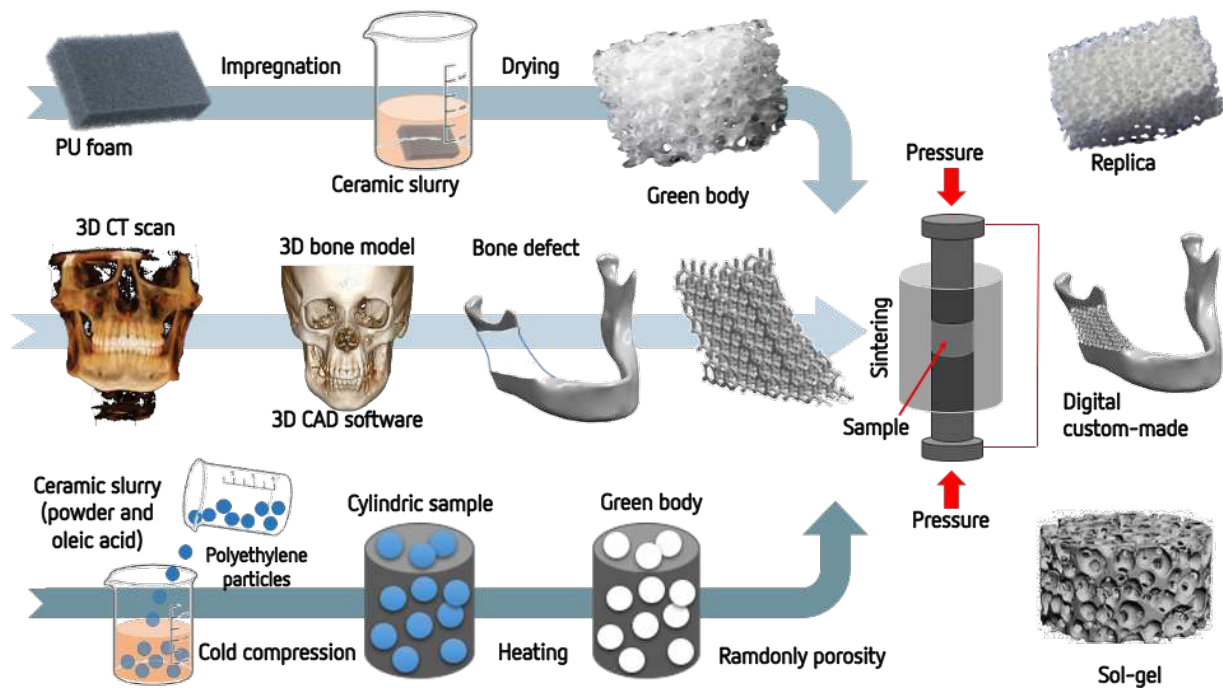 Impregnation
Drying
PU foam
Ceramic slurry
Green body
Pressure
Replica
3D CT scan
3D bone model
Bone defect
3D CAD software
Sintering
Sample
Digital
custom-made
Pressure
Ceramic slurry
(powder and
oleic acid)
Polyethylene
particles
Cylindric sample
Green body
Cold compression
Heating
Ramdonly porosity
Sol-gel